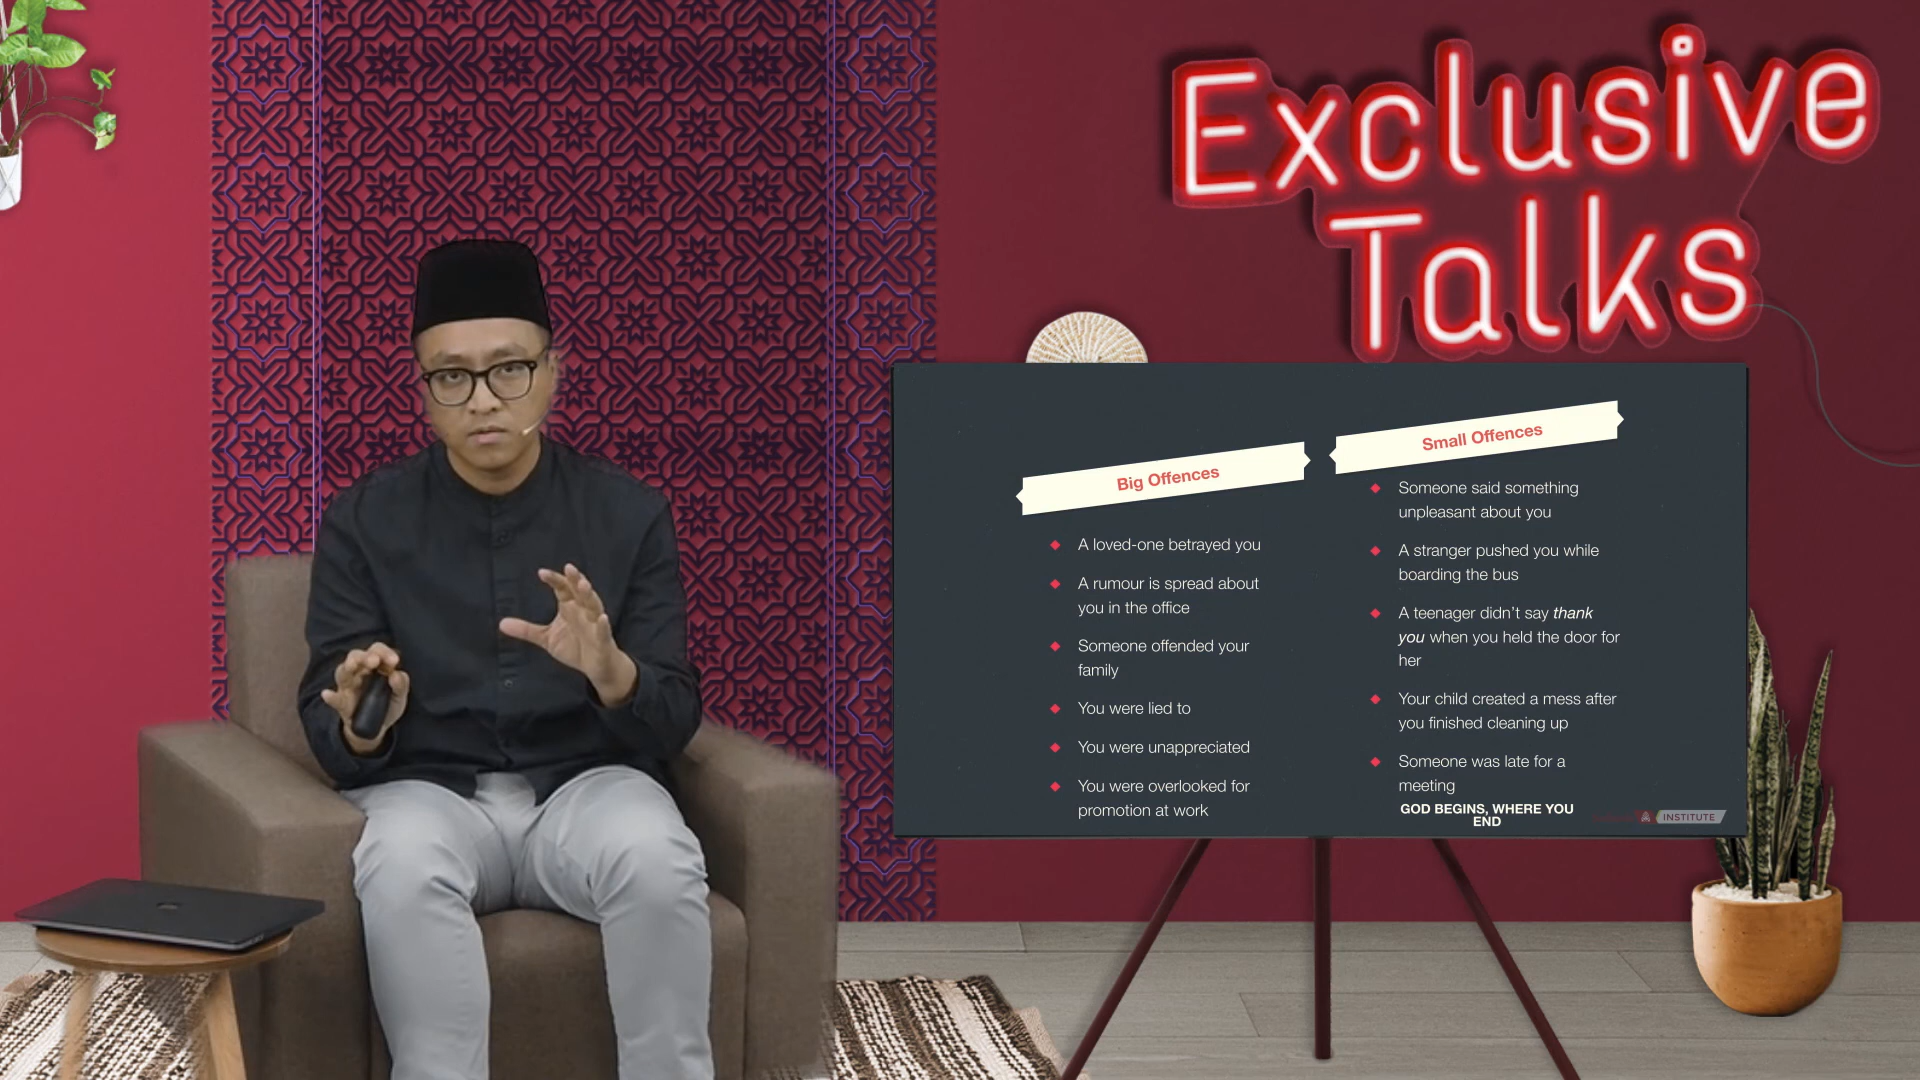 Exclusive
Talks
Big Offences
A loved-one betrayed you
A rumour is spread about
you in the office
Someone offended your
family
You were lied to
You were unappreciated
You were overlooked for
promotion at work
Small Offences
Someone said something
unpleasant about you
A stranger pushed you while
boarding the bus
A teenager didn't say thank
you when you held the door for
her
Your child created a mess after
you finished cleaning up
Someone was late for a
meeting
GOD BEGINS, WHERE YOU
END
INSTITUTE